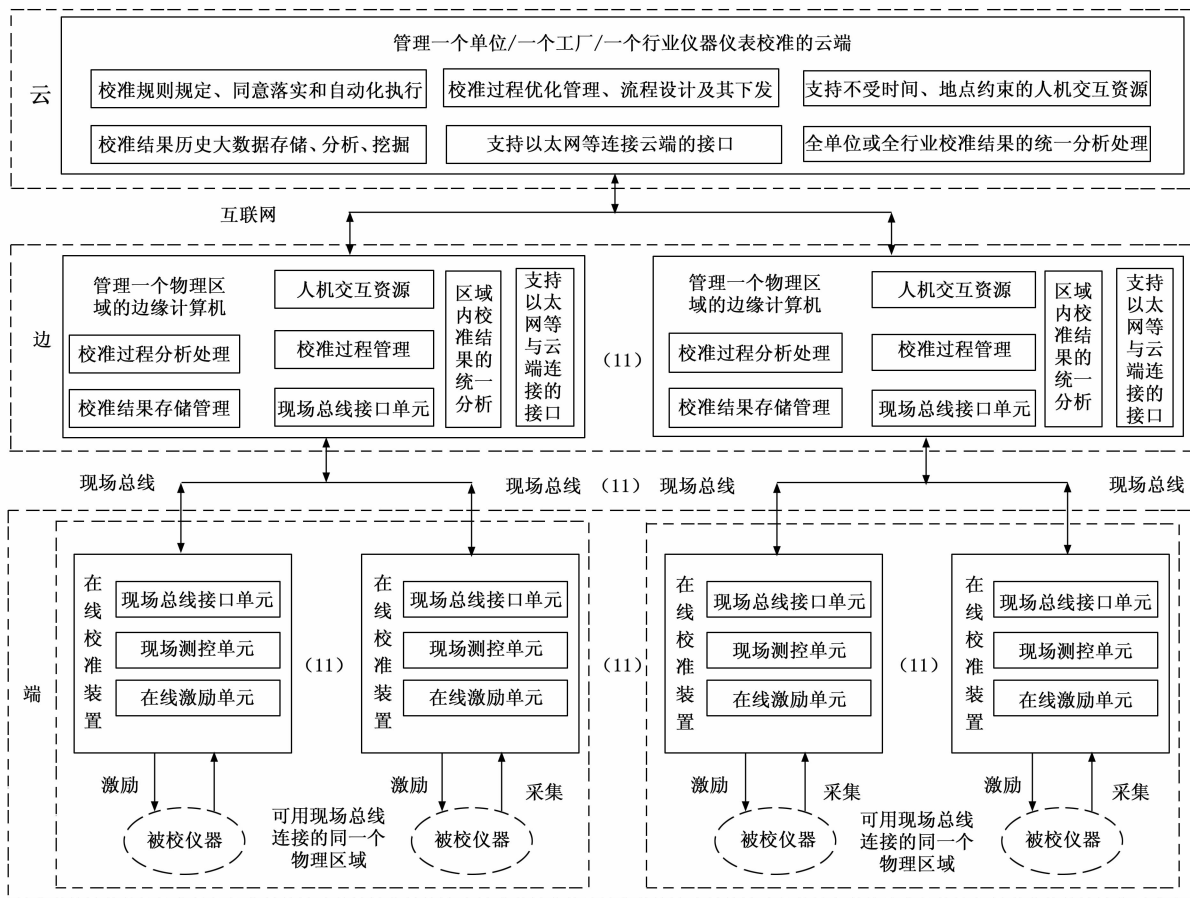 云
管理一个单位/一个工厂/一个行业仪器仪表校准的云端
校准规则规定、同意落实和自动化执行
校准过程优化管理、流程设计及其下发
支持不受时间、地点约束的人机交互资源
校准结果历史大数据存储、分析、挖掘
支持以太网等连接云端的接口
全单位或全行业校准结果的统一分析处理
互联网
边
管理一个物理区
域的边缘计算机
校准过程分析处理
校准结果存储管理
人机交互资源
校准过程管理
现场总线接口单元
区域
内校
准结
果的
统一
分析
支持
以太
网等
与云
端连
接的
接口
（11）
管理一个物理区
域的边缘计算机
校准过程分析处理
校准结果存储管理
人机交互资源
校准过程管理
现场总线接口单元
区域
内校
准结
果的
统一
分析
支持
以太
网等
与云
端连
接的
接口
现场总线
现场总线（11）现场总线
现场总线
端
在线校准装置
现场总线接口单元
现场测控单元
在线激励单元
（11）
在线校准装置
现场总线接口单元
现场测控单元
在线激励单元
（11）
在线校准装置
现场总线接口单元
现场测控单元
在线激励单元
（11）
在线校准装置
现场总线接口单元
现场测控单元
在线激励单元
激励
激励
采集
激励
采集
激励
采集
被校仪器
可用现场总线
连接的同一个
物理区域
被校仪器
被校仪器
可用现场总线
连接的同一个
物理区域
被校仪器